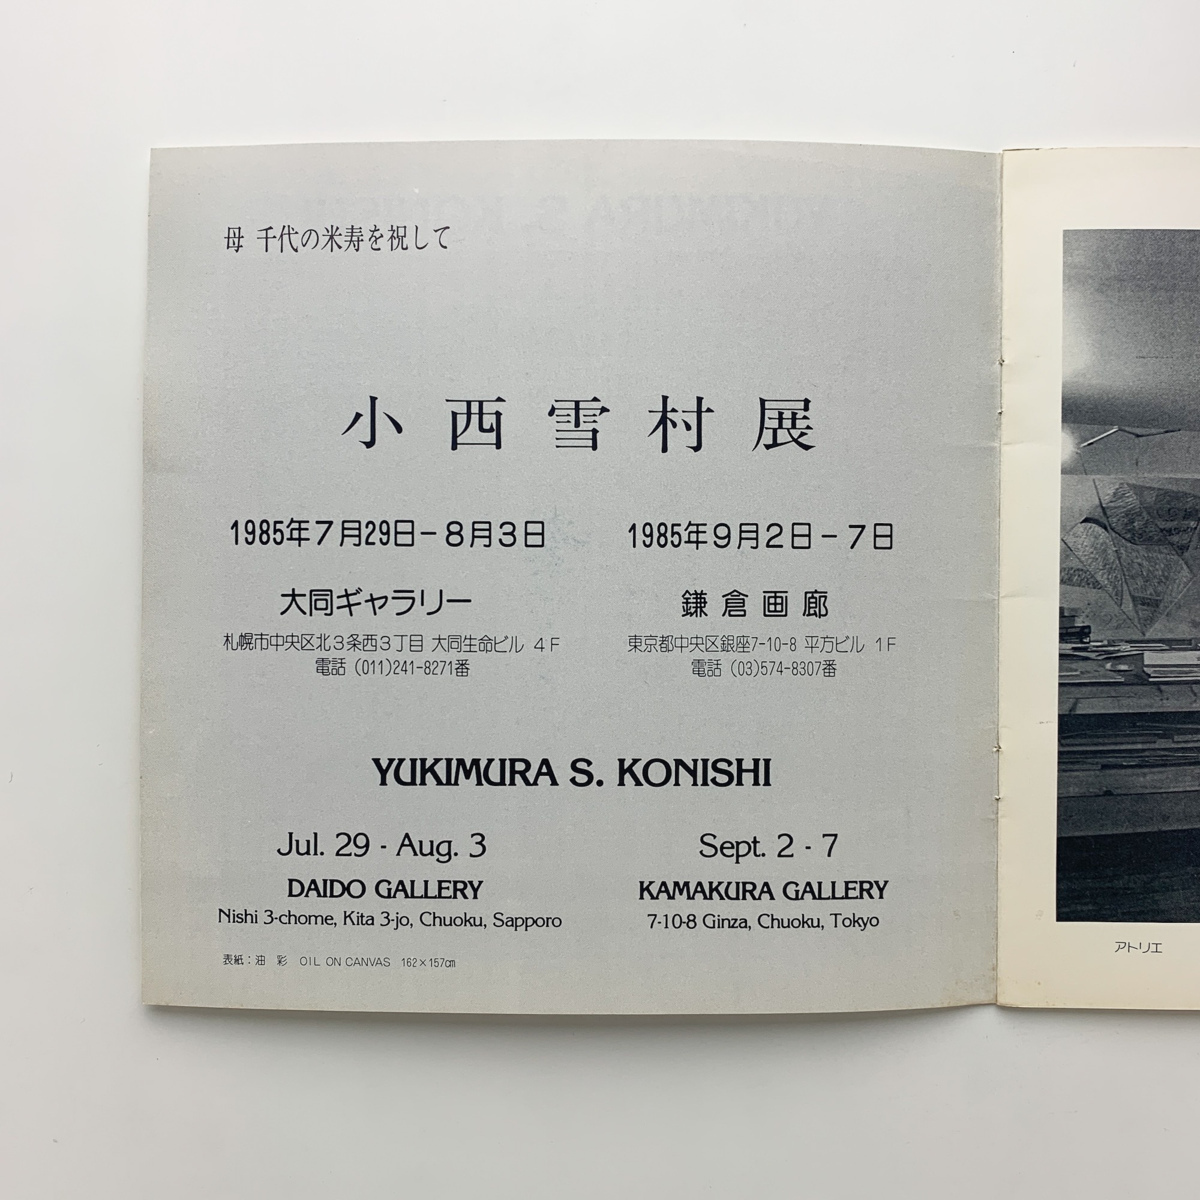 母 千代の米寿を祝して
小西雪村展
1985年7月29日－8月3日
大同ギャラリー
札幌市中央区北3条西3丁目 大同生命ビル 4F
電話 (011)241-8271番
1985年9月2日－7日
鎌倉画廊
東京都中央区銀座7-10-8 平方ビル 1F
電話 (03)574-8307番
YUKIMURA S. KONISHI
Jul. 29 - Aug. 3
DAIDO GALLERY
Nishi 3-chome, Kita 3-jo, Chuoku, Sapporo
Sept. 2 - 7
KAMAKURA GALLERY
7-10-8 Ginza, Chuoku, Tokyo
表紙：油 彩 OIL ON CANVAS 162×157cm
アトリエ